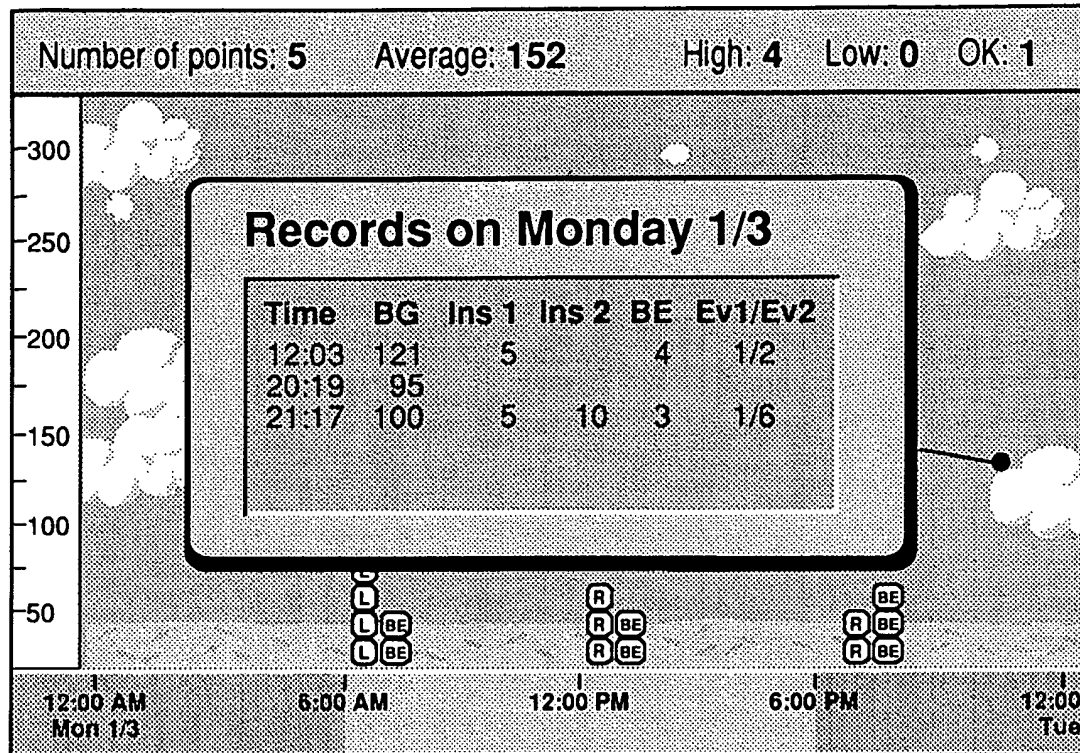 Number of points: 5 Average: 152 High: 4 Low: 0 OK: 1
300
250
200
150
100
50
Records on Monday 1/3
Time BG Ins 1 Ins 2 BE Ev1/Ev2
12:03 121 5 4 1/2
20:19 95
21:17 100 5 10 3 1/6
L R BE
L BE R BE R BE
L BE R BE R BE
12:00 AM 6:00 AM 12:00 PM 6:00 PM 12:00
Mon 1/3 Tue